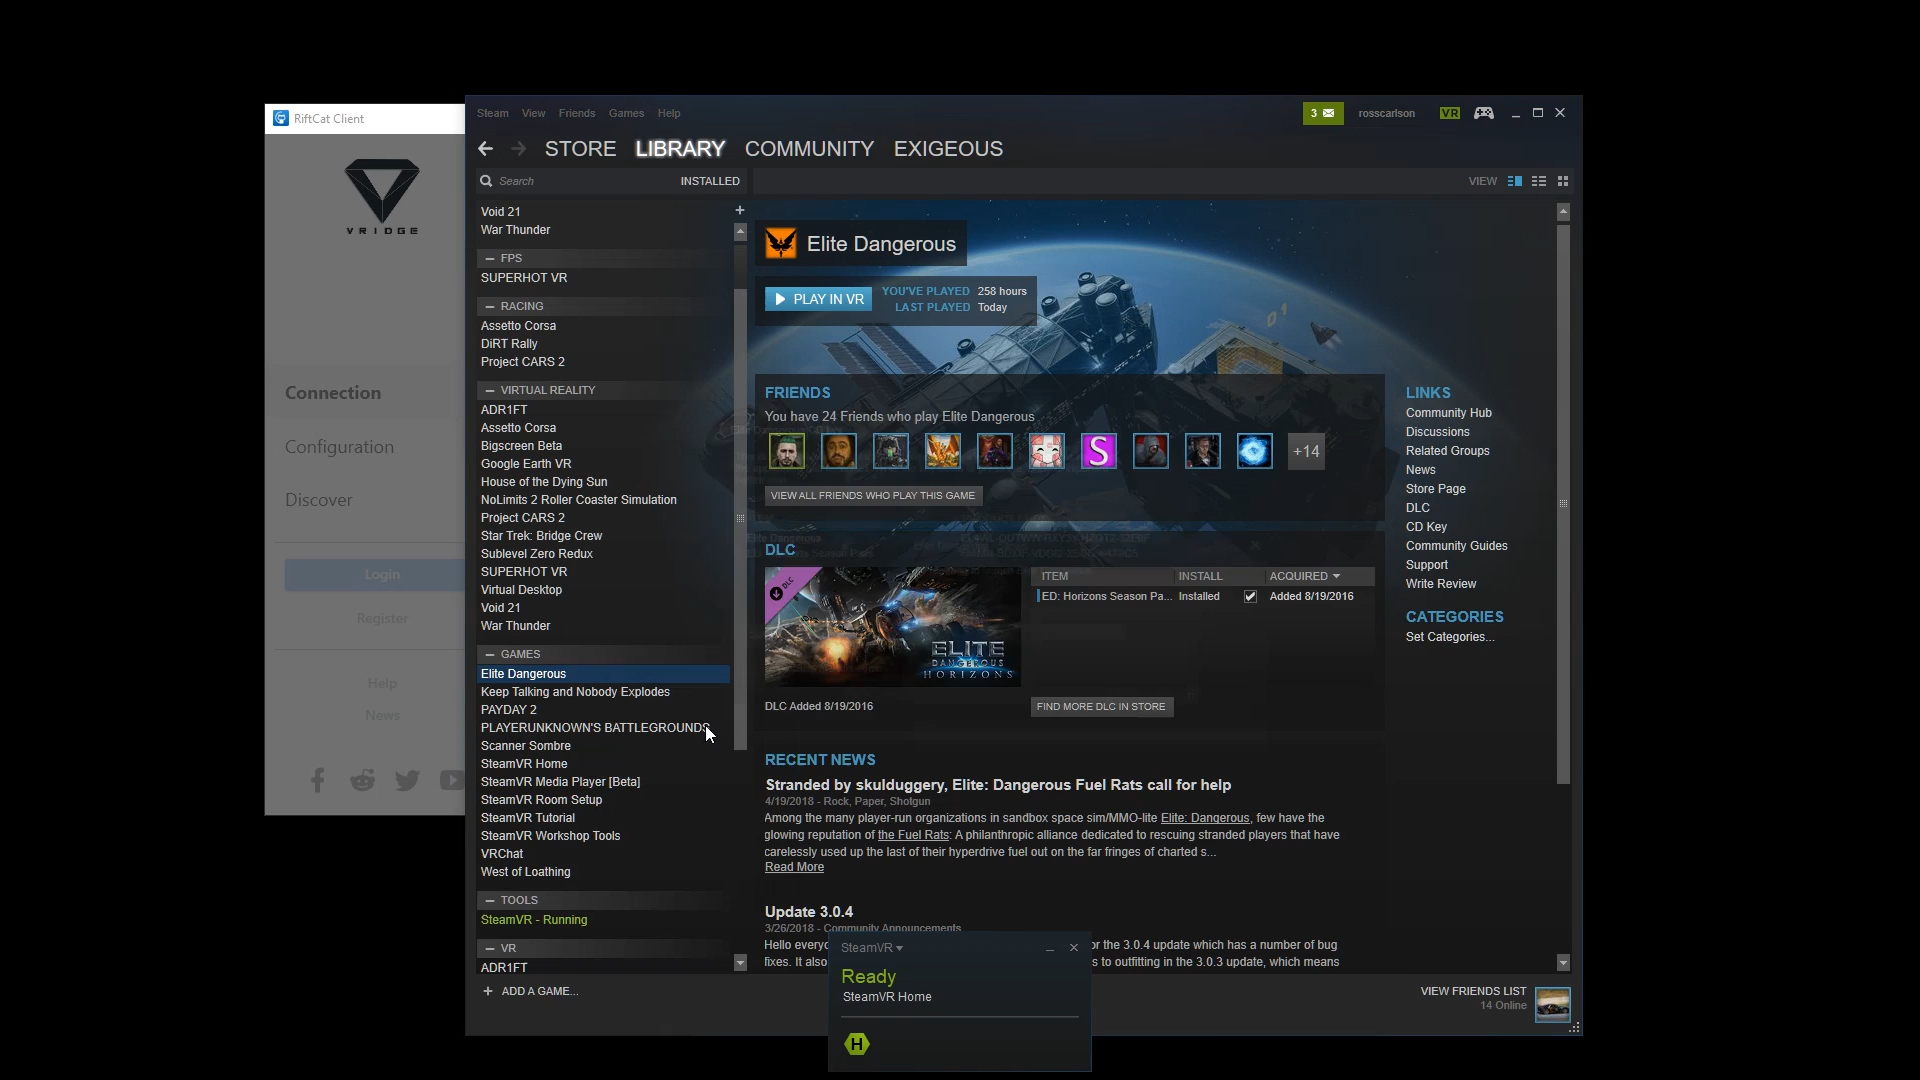 RiftCat Client
VRIDGE
Connection
Configuration
Discover
Login
Register
Help
News
Steam View Friends Games Help
3
rosscarlson
VR
STORE LIBRARY COMMUNITY EXIGEOUS
Search
INSTALLED
VIEW
Void 21
War Thunder
FPS
SUPERHOT VR
RACING
Assetto Corsa
DiRT Rally
Project CARS 2
VIRTUAL REALITY
ADR1FT
Assetto Corsa
Bigscreen Beta
Google Earth VR
House of the Dying Sun
NoLimits 2 Roller Coaster Simulation
Project CARS 2
Star Trek: Bridge Crew
Sublevel Zero Redux
SUPERHOT VR
Virtual Desktop
Void 21
War Thunder
GAMES
Elite Dangerous
Keep Talking and Nobody Explodes
PAYDAY 2
PLAYERUNKNOWN'S BATTLEGROUNDS
Scanner Sombre
SteamVR Home
SteamVR Media Player [Beta]
SteamVR Room Setup
SteamVR Tutorial
SteamVR Workshop Tools
VRChat
West of Loathing
TOOLS
SteamVR - Running
VR
ADR1FT
+ ADD A GAME...
Elite Dangerous
PLAY IN VR
YOU'VE PLAYED 258 hours
LAST PLAYED Today
FRIENDS
You have 24 Friends who play Elite Dangerous
S
+14
VIEW ALL FRIENDS WHO PLAY THIS GAME
DLC
DLC
ELITE
DANGEROUS
HORIZONS
ITEM INSTALL ACQUIRED
ED: Horizons Season Pa... Installed Added 8/19/2016
DLC Added 8/19/2016
FIND MORE DLC IN STORE
RECENT NEWS
Stranded by skulduggery, Elite: Dangerous Fuel Rats call for help
4/19/2018 - Rock, Paper, Shotgun
Among the many player-run organizations in sandbox space sim/MMO-lite Elite: Dangerous, few have the
glowing reputation of the Fuel Rats: A philanthropic alliance dedicated to rescuing stranded players that have
carelessly used up the last of their hyperdrive fuel out on the far fringes of charted s...
Read More
Update 3.0.4
3/26/2018 - Community Announcements
Hello everyo
or the 3.0.4 update which has a number of bug
fixes. It also
s to outfitting in the 3.0.3 update, which means
LINKS
Community Hub
Discussions
Related Groups
News
Store Page
DLC
CD Key
Community Guides
Support
Write Review
CATEGORIES
Set Categories...
SteamVR
Ready
SteamVR Home
H
VIEW FRIENDS LIST
14 Online